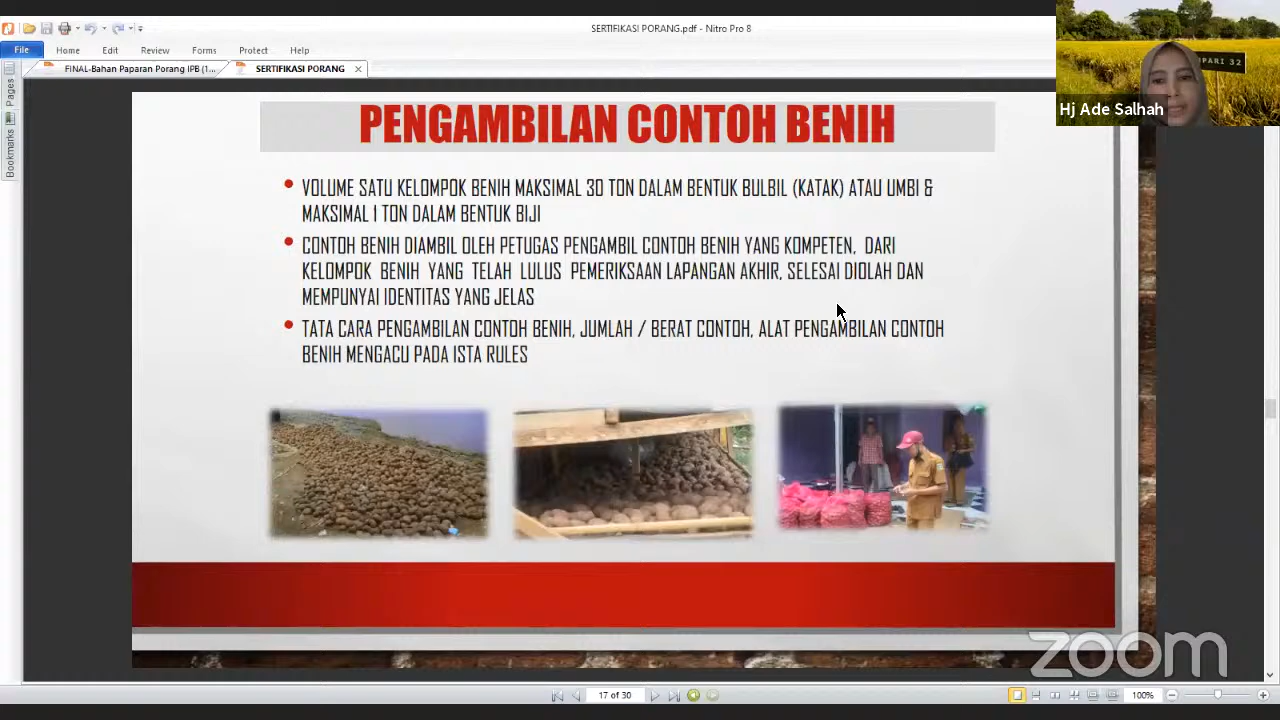 SERTIFIKASI PORANG.pdf - Nitro Pro 8
File Home Edit Review Forms Protect Help
FINAL-Bahan Paparan Porang IPB (1... SERTIFIKASI PORANG
Pages
Bookmarks
PARI 32
Hj Ade Salhah
PENGAMBILAN CONTOH BENIH
VOLUME SATU KELOMPOK BENIH MAKSIMAL 30 TON DALAM BENTUK BULBIL (KATAK) ATAU UMBI &
MAKSIMAL 1 TON DALAM BENTUK BIJI
CONTOH BENIH DIAMBIL OLEH PETUGAS PENGAMBIL CONTOH BENIH YANG KOMPETEN, DARI
KELOMPOK BENIH YANG TELAH LULUS PEMERIKSAAN LAPANGAN AKHIR, SELESAI DIOLAH DAN
MEMPUNYAI IDENTITAS YANG JELAS
TATA CARA PENGAMBILAN CONTOH BENIH, JUMLAH / BERAT CONTOH, ALAT PENGAMBILAN CONTOH
BENIH MENGACU PADA ISTA RULES
zoom
17 of 30
100%